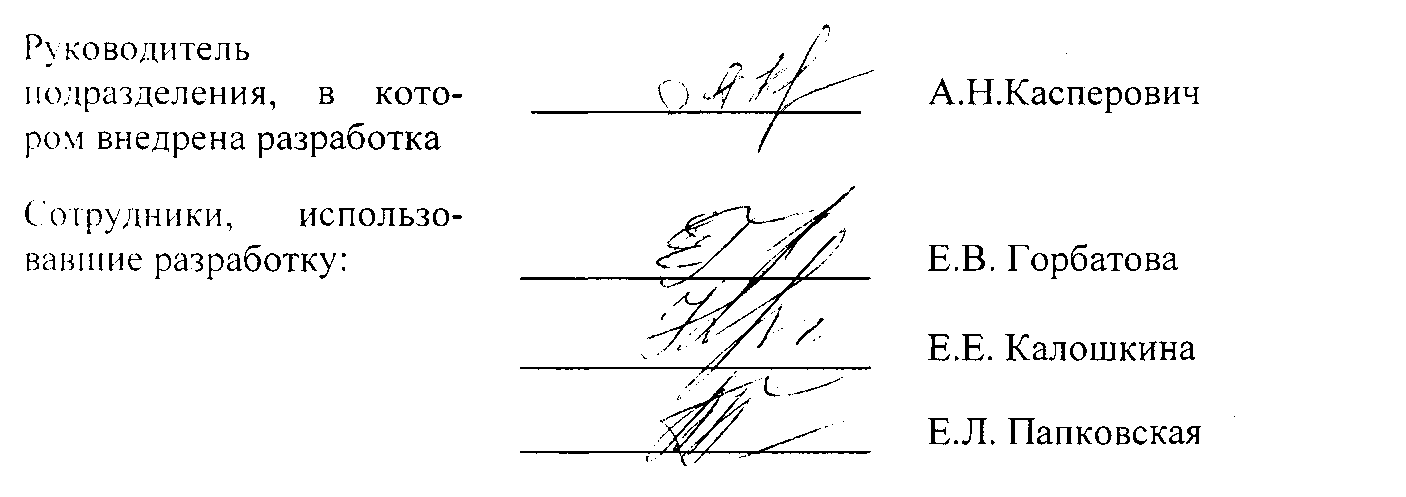 Руководитель
подразделения, в кото-
ром внедрена разработка
А.Н.Касперович
Сотрудники, использо-
вавшие разработку:
Е.В. Горбатова
Е.Е. Калошкина
Е.Л. Папковская